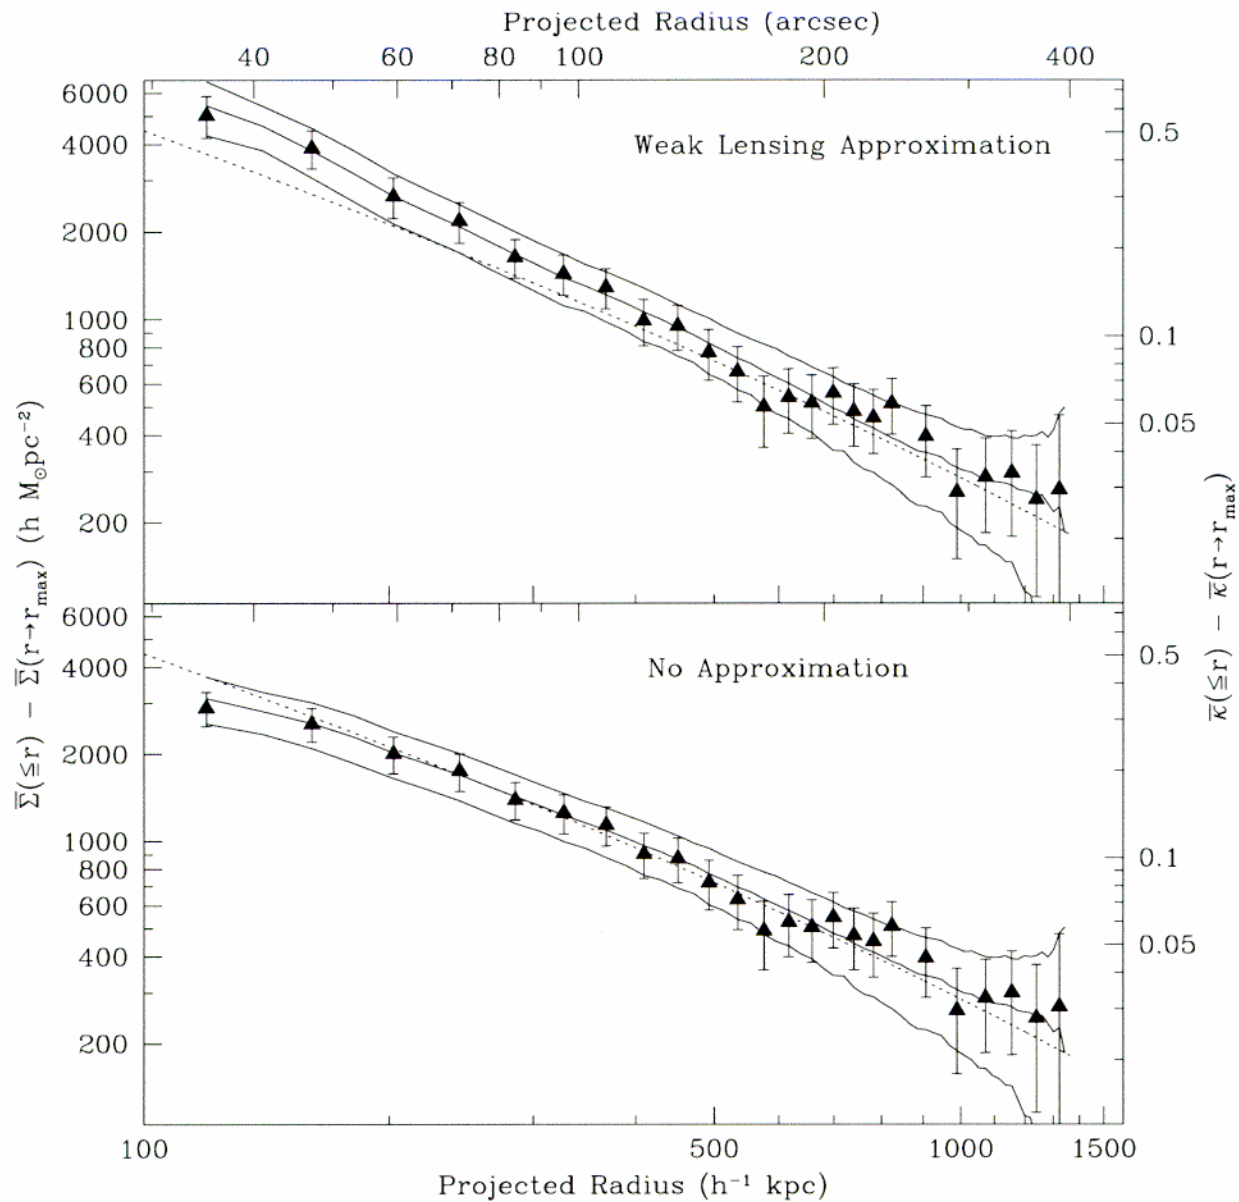 Projected Radius (arcsec)
40 60 80 100 200 400
Weak Lensing Approximation
6000
4000
2000
1000
800
600
400
200
0.5
0.1
0.05
No Approximation
6000
4000
2000
1000
800
600
400
200
0.5
0.1
0.05
Σ̅(≦r) − Σ̅(r→r_max) (h M⊙pc⁻²)
κ̅(≦r) − κ̅(r→r_max)
100 500 1000 1500
Projected Radius (h⁻¹ kpc)